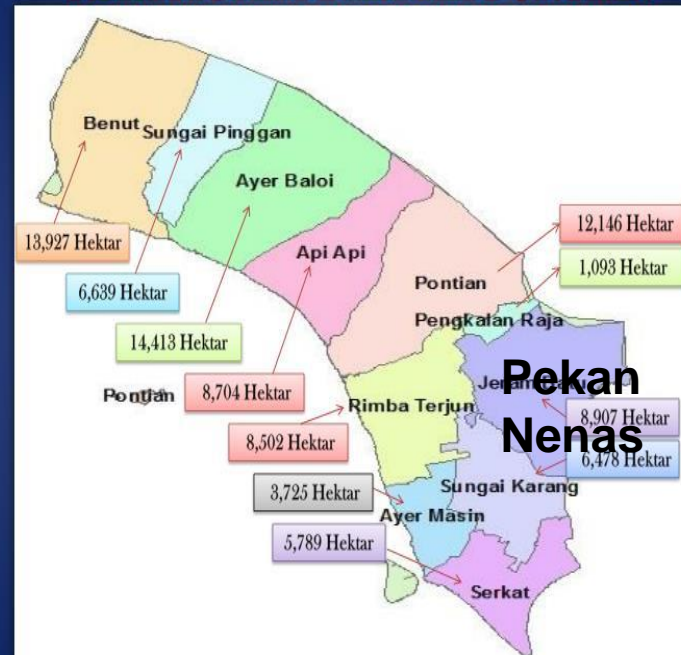 Benut
Sungai Pinggan
Ayer Baloi
12,146 Hektar
13,927 Hektar
Api Api
1,093 Hektar
Pontian
6,639 Hektar
Pengkalan Raja
14,413 Hektar
Pekan
Nenas
8,704 Hektar
Pontian
Rimba Terjun
8,907 Hektar
8,502 Hektar
6,478 Hektar
3,725 Hektar
Sungai Karang
Ayer Masin
5,789 Hektar
Serkat